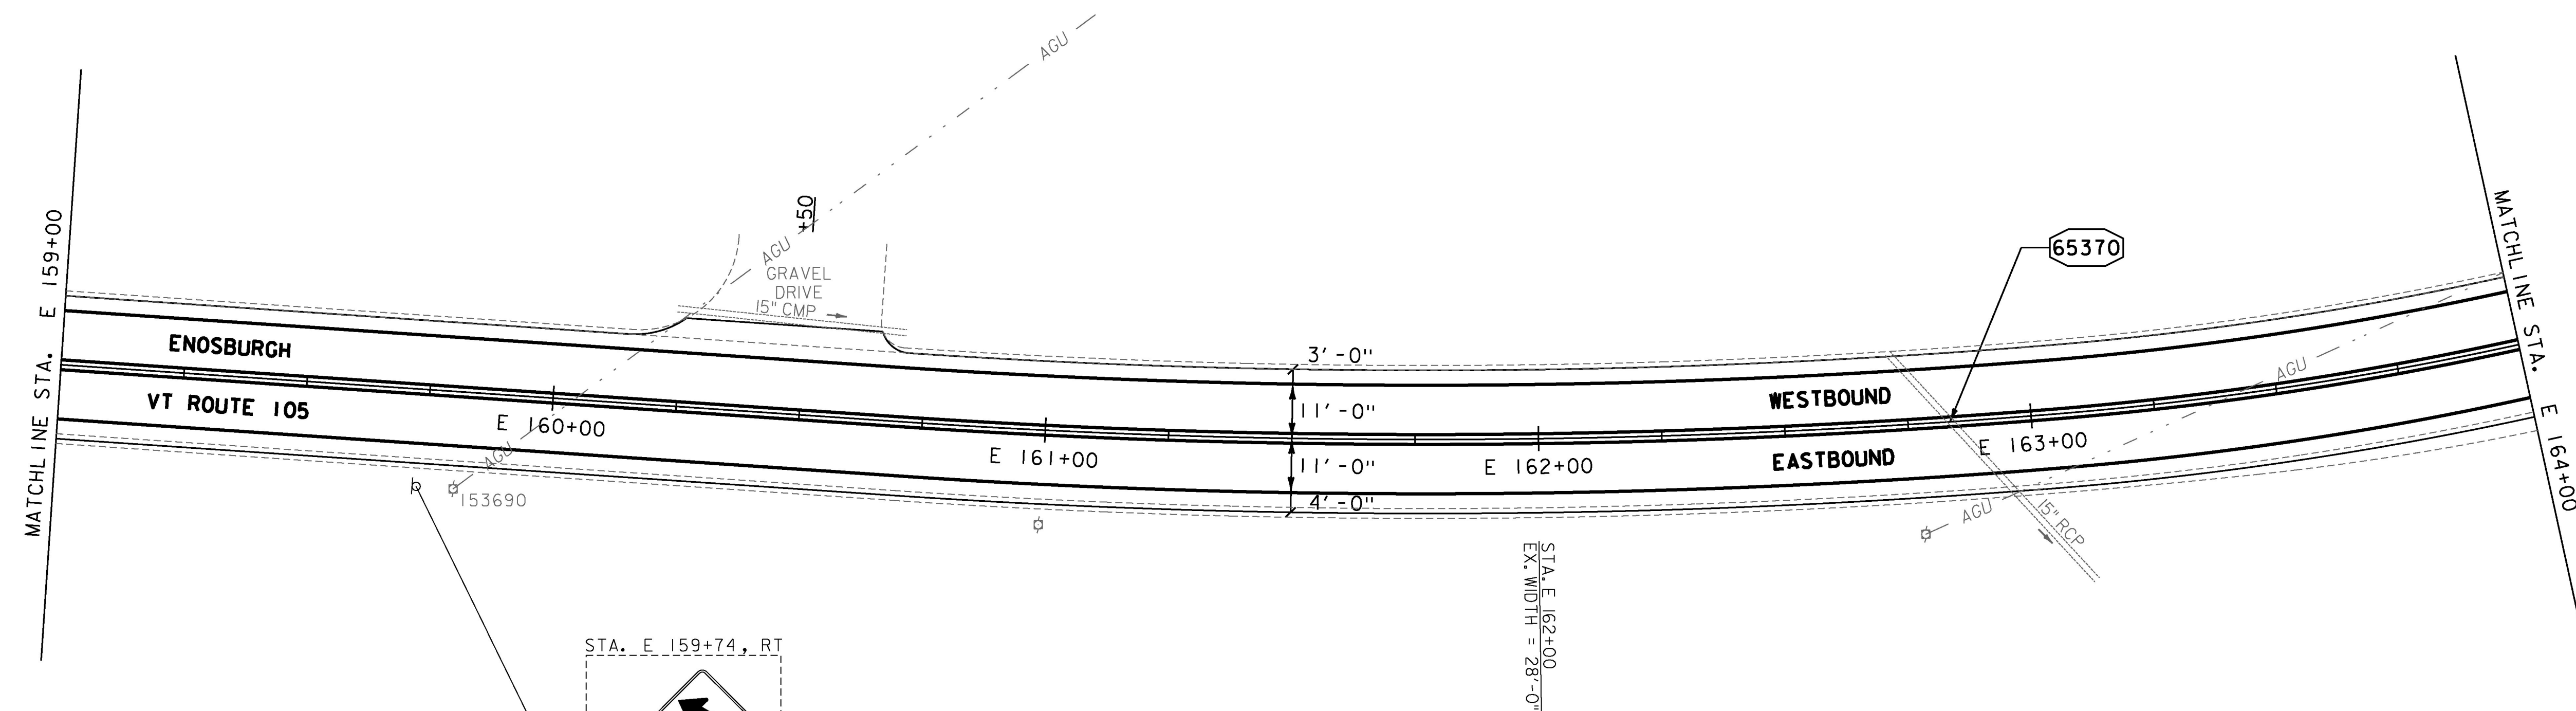 MATCHLINE STA. E 159+00
ENOSBURGH
VT ROUTE 105
E 160+00
AGU
153690
+50
AGU
GRAVEL
DRIVE
15" CMP
AGU
E 161+00
3'-0"
11'-0"
11'-0"
4'-0"
E 162+00
STA. E 162+00
EX. WIDTH = 28'-0"
WESTBOUND
EASTBOUND
65370
E 163+00
AGU
15" RCP
AGU
MATCHLINE STA. E 164+00
STA. E 159+74, RT